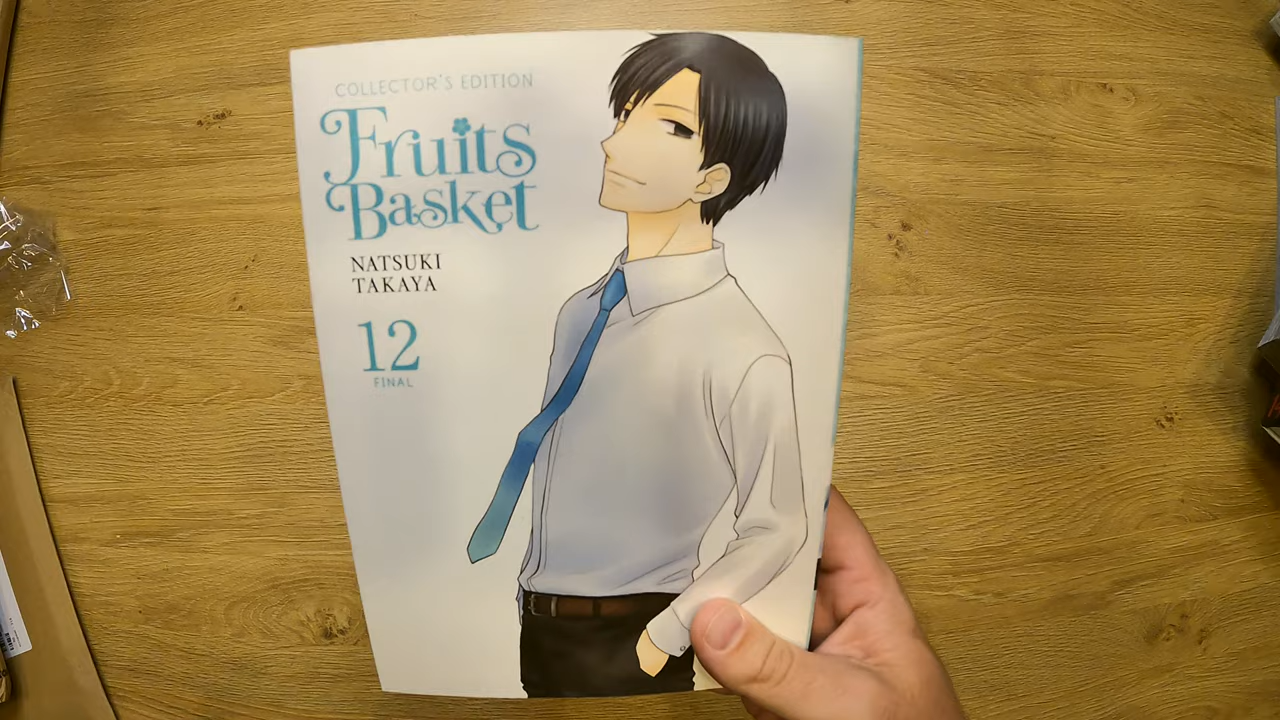 COLLECTOR'S EDITION
Fruits
Basket
NATSUKI
TAKAYA
12
FINAL